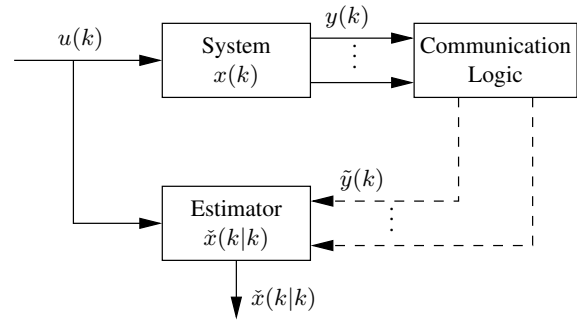 u(k)
System
x(k)
y(k)
⋮
Communication
Logic
ỹ(k)
⋮
Estimator
x̌(k|k)
x̌(k|k)